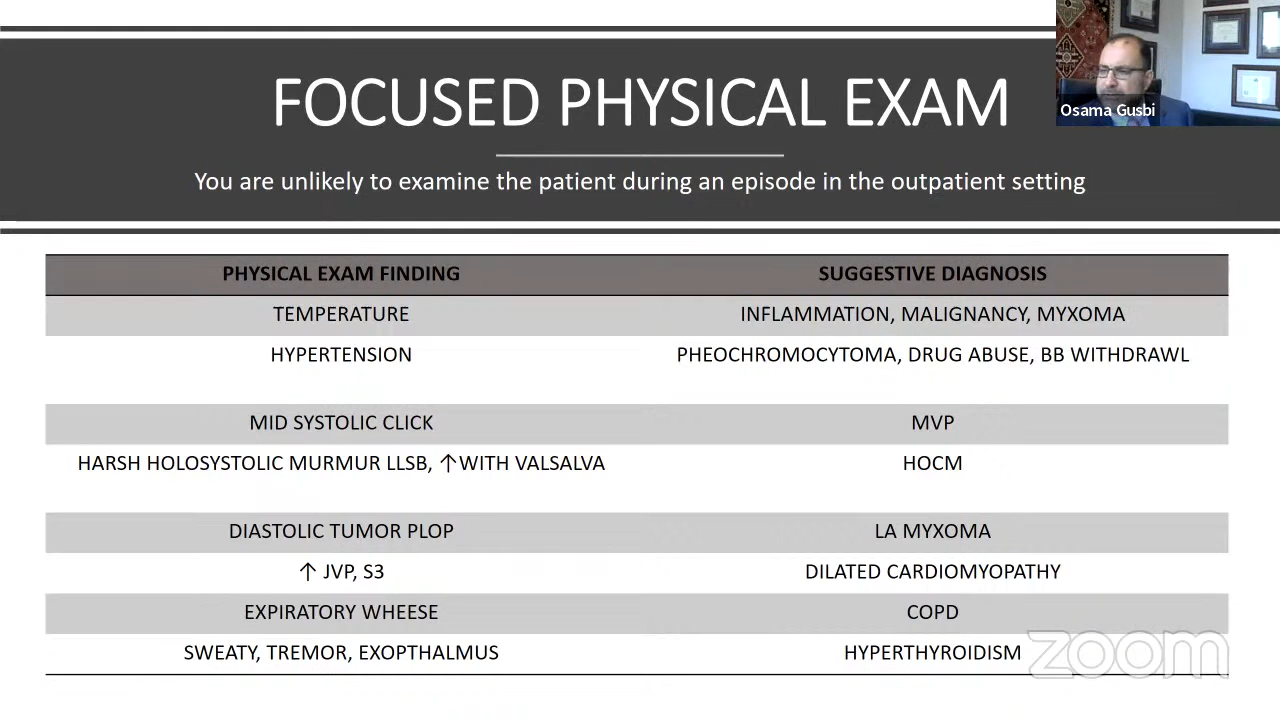 FOCUSED PHYSICAL EXAM
Osama Gusbi
You are unlikely to examine the patient during an episode in the outpatient setting
PHYSICAL EXAM FINDING SUGGESTIVE DIAGNOSIS
TEMPERATURE INFLAMMATION, MALIGNANCY, MYXOMA
HYPERTENSION PHEOCHROMOCYTOMA, DRUG ABUSE, BB WITHDRAWL
MID SYSTOLIC CLICK MVP
HARSH HOLOSYSTOLIC MURMUR LLSB, ↑WITH VALSALVA HOCM
DIASTOLIC TUMOR PLOP LA MYXOMA
↑ JVP, S3 DILATED CARDIOMYOPATHY
EXPIRATORY WHEESE COPD
SWEATY, TREMOR, EXOPTHALMUS HYPERTHYROIDISM
zoom